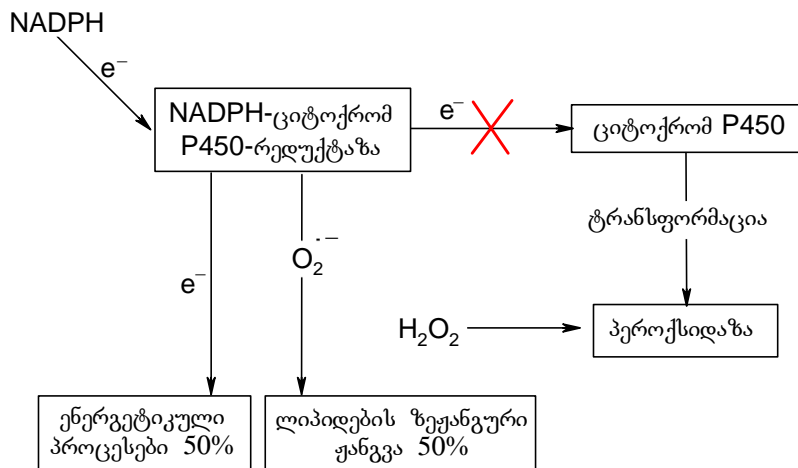 NADPH
e⁻
NADPH-ციტოქრომ
P450-რედუქტაზა
e⁻
ციტოქრომ P450
ტრანსფორმაცია
e⁻
O₂˙⁻
H₂O₂
პეროქსიდაზა
ენერგეტიკული
პროცესები 50%
ლიპიდების ზეჟანგური
ჟანგვა 50%